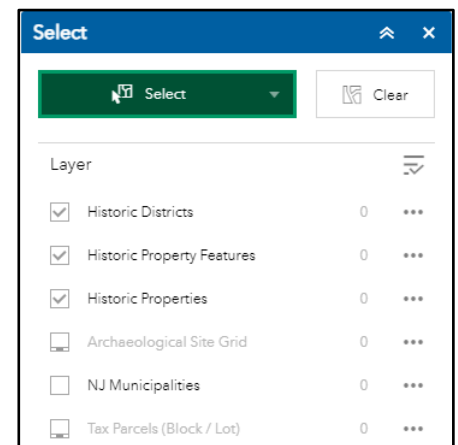 Select
Select Clear
Layer
Historic Districts 0
Historic Property Features 0
Historic Properties 0
Archaeological Site Grid 0
NJ Municipalities 0
Tax Parcels (Block / Lot) 0